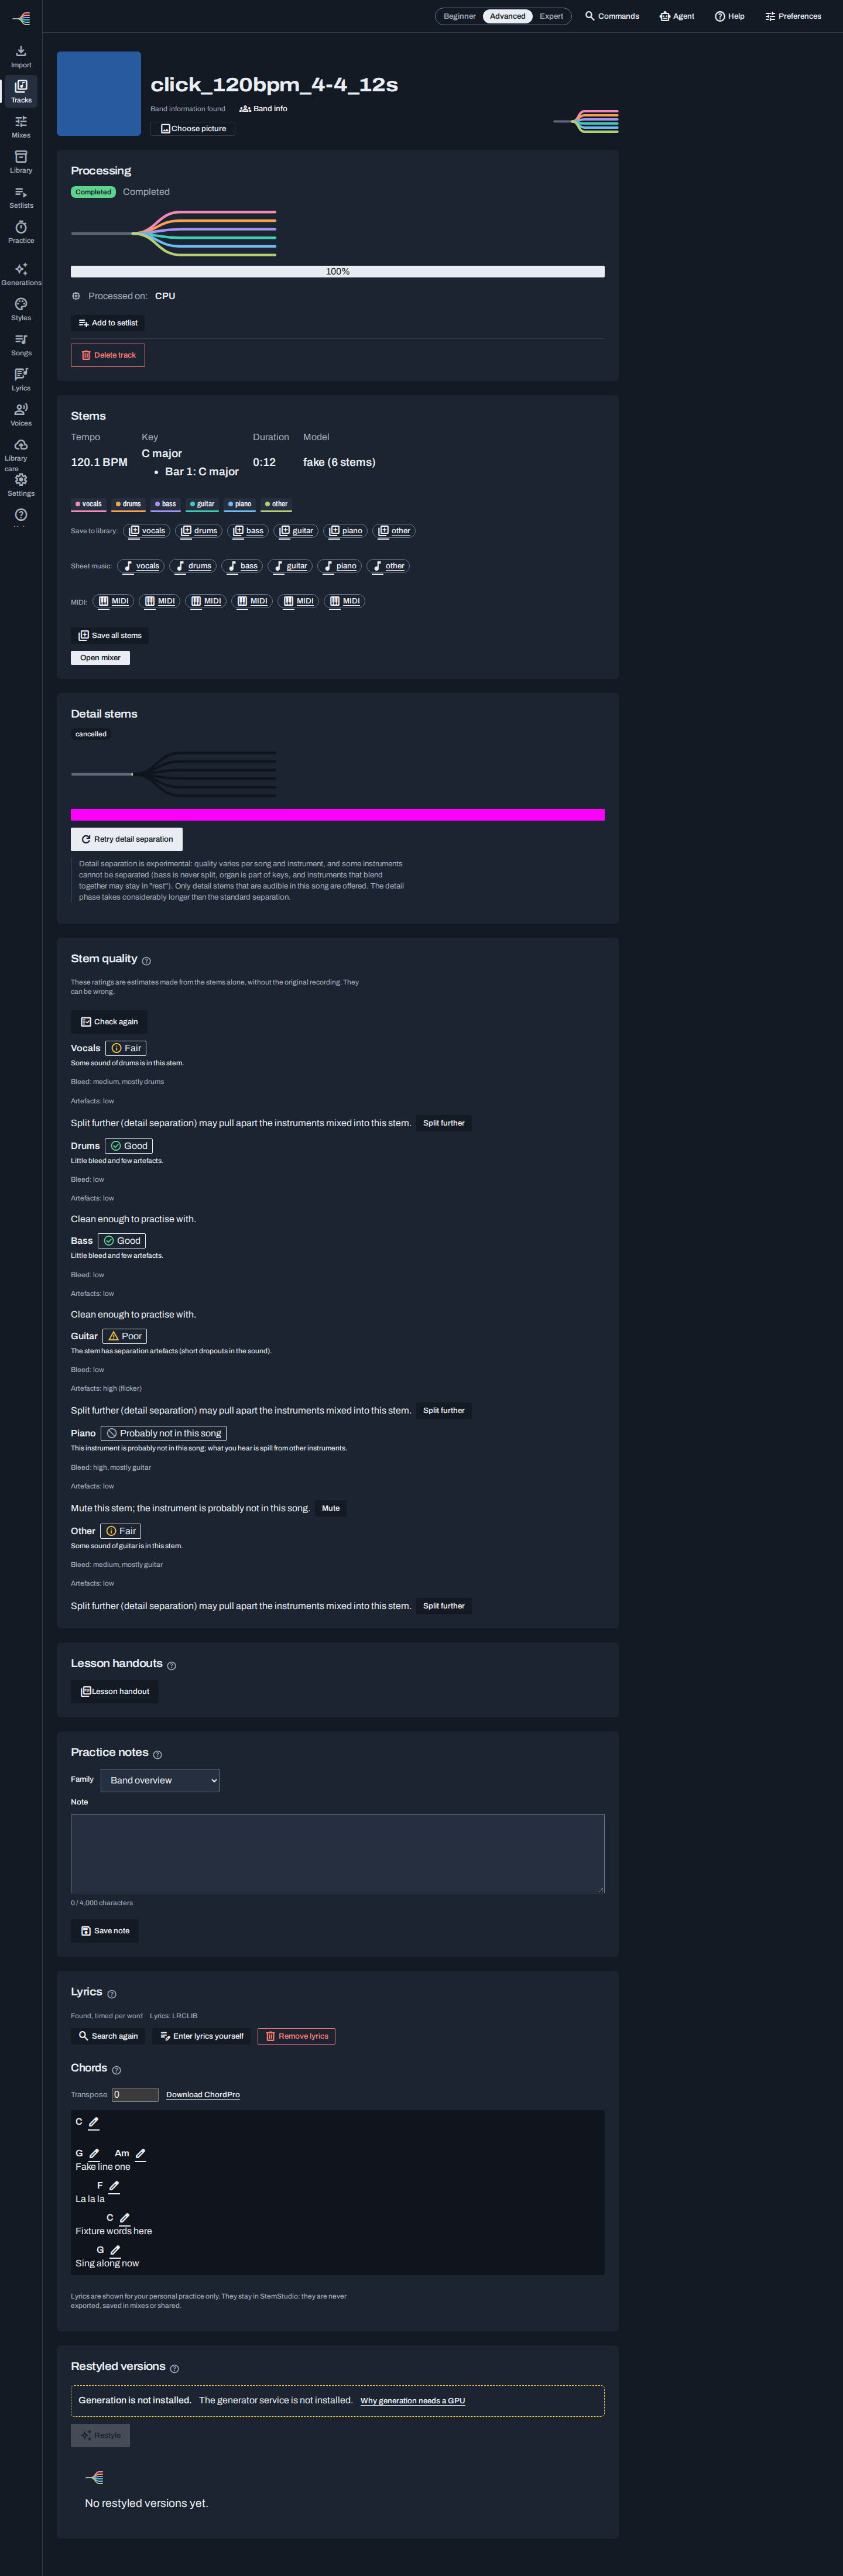 Beginner Advanced Expert Commands Agent Help Preferences
Import
Tracks
Mixes
Library
Setlists
Practice
Generations
Styles
Songs
Lyrics
Voices
Library care
Settings
click_120bpm_4-4_12s
Band information found Band info
Choose picture
Processing
Completed Completed
100%
Processed on: CPU
Add to setlist
Delete track
Stems
Tempo Key Duration Model
120.1 BPM C major 0:12 fake (6 stems)
Bar 1: C major
vocals drums bass guitar piano other
Save to library: vocals drums bass guitar piano other
Sheet music: vocals drums bass guitar piano other
MIDI: MIDI MIDI MIDI MIDI MIDI MIDI
Save all stems
Open mixer
Detail stems
cancelled
Retry detail separation
Detail separation is experimental: quality varies per song and instrument, and some instruments
cannot be separated (bass is never split, organ is part of keys, and instruments that blend
together may stay in "rest"). Only detail stems that are audible in this song are offered. The detail
phase takes considerably longer than the standard separation.
Stem quality
These ratings are estimates made from the stems alone, without the original recording. They
can be wrong.
Check again
Vocals Fair
Some sound of drums is in this stem.
Bleed: medium, mostly drums
Artefacts: low
Split further (detail separation) may pull apart the instruments mixed into this stem. Split further
Drums Good
Little bleed and few artefacts.
Bleed: low
Artefacts: low
Clean enough to practise with.
Bass Good
Little bleed and few artefacts.
Bleed: low
Artefacts: low
Clean enough to practise with.
Guitar Poor
The stem has separation artefacts (short dropouts in the sound).
Bleed: low
Artefacts: high (flicker)
Split further (detail separation) may pull apart the instruments mixed into this stem. Split further
Piano Probably not in this song
This instrument is probably not in this song; what you hear is spill from other instruments.
Bleed: high, mostly guitar
Artefacts: low
Mute this stem; the instrument is probably not in this song. Mute
Other Fair
Some sound of guitar is in this stem.
Bleed: medium, mostly guitar
Artefacts: low
Split further (detail separation) may pull apart the instruments mixed into this stem. Split further
Lesson handouts
Lesson handout
Practice notes
Family Band overview
Note
0 / 4,000 characters
Save note
Lyrics
Found, timed per word Lyrics: LRCLIB
Search again Enter lyrics yourself Remove lyrics
Chords
Transpose 0 Download ChordPro
C
G Am
Fake line one
F
La la la
C
Fixture words here
G
Sing along now
Lyrics are shown for your personal practice only. They stay in StemStudio: they are never
exported, saved in mixes or shared.
Restyled versions
Generation is not installed. The generator service is not installed. Why generation needs a GPU
Restyle
No restyled versions yet.